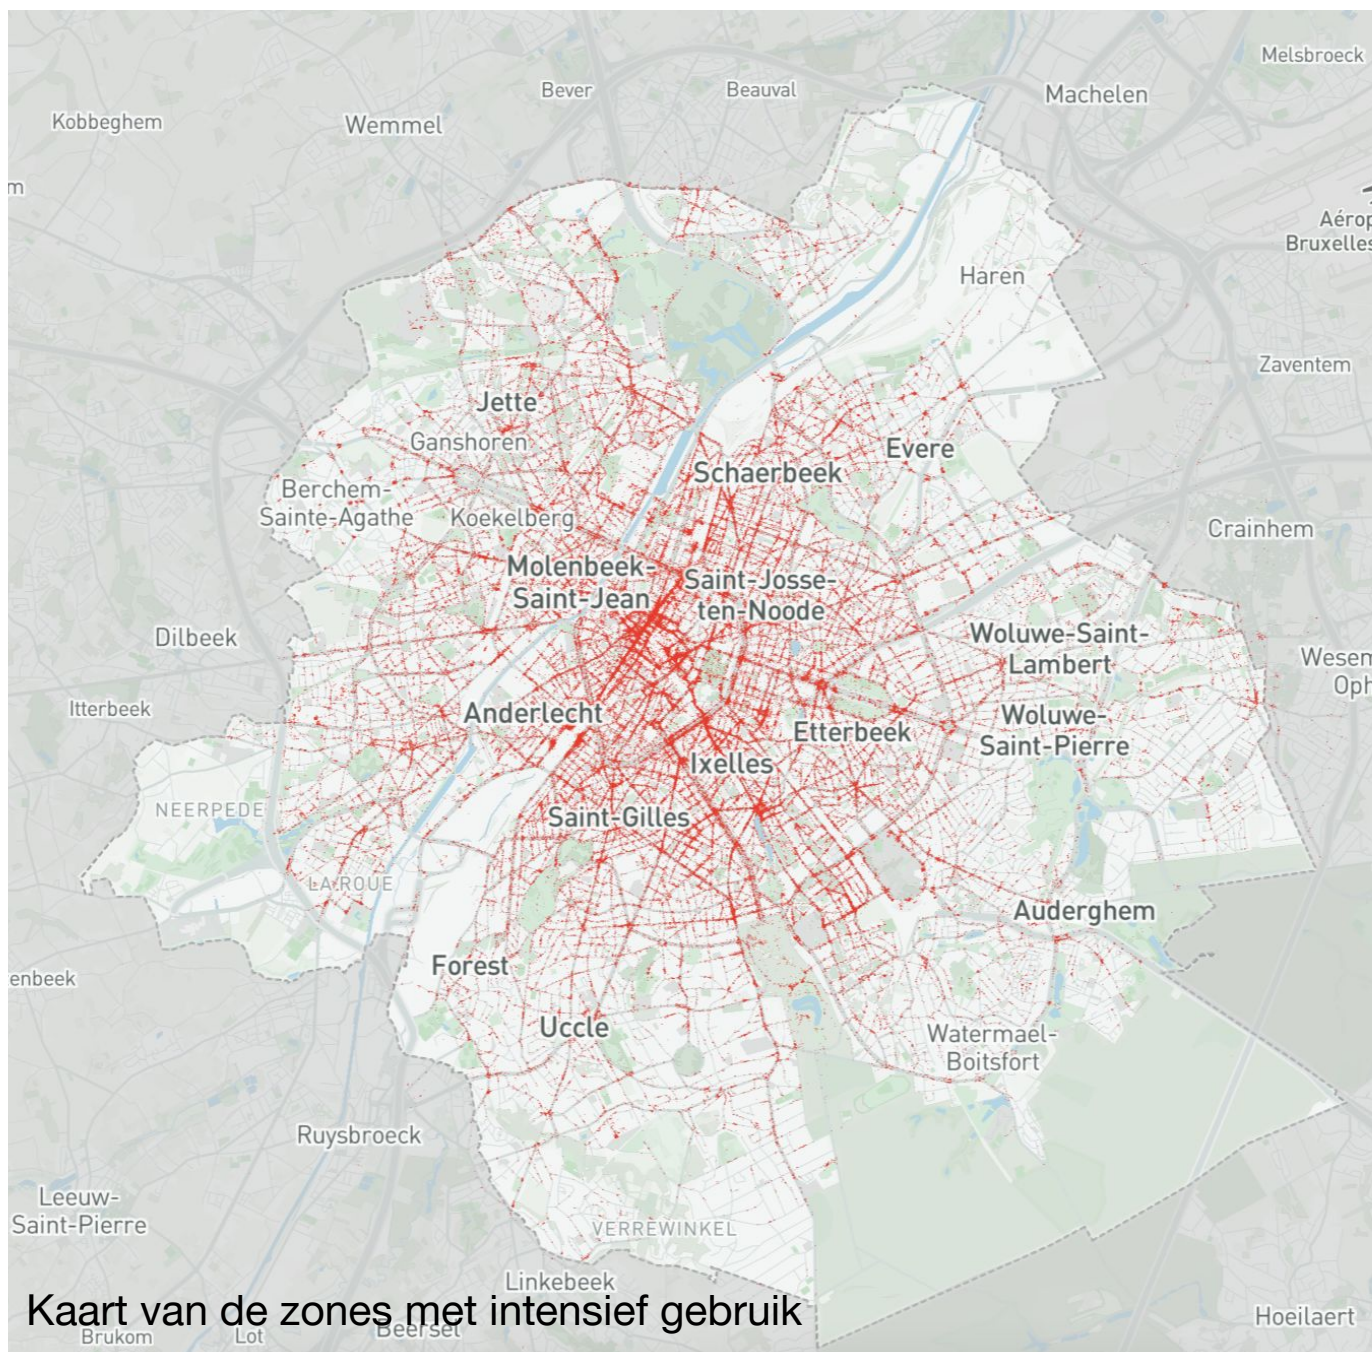 Melsbroeck
Bever
Beauval
Machelen
Kobbeghem
Wemmel
m
Aérop
Bruxelles
Haren
Zaventem
Jette
Ganshoren
Evere
Schaerbeek
Berchem-
Sainte-Agathe
Koekelberg
Crainhem
Molenbeek-
Saint-Jean
Saint-Josse-
ten-Noode
Dilbeek
Woluwe-Saint-
Lambert
Wesem
Oph
Itterbeek
Anderlecht
Etterbeek
Woluwe-
Saint-Pierre
Ixelles
NEERPEDE
Saint-Gilles
LA ROUE
Auderghem
Forest
enbeek
Uccle
Watermael-
Boitsfort
Ruysbroeck
Leeuw-
Saint-Pierre
VERREWINKEL
Linkebeek
Kaart van de zones met intensief gebruik
Hoeilaert
Brukom
Lot
Beersel